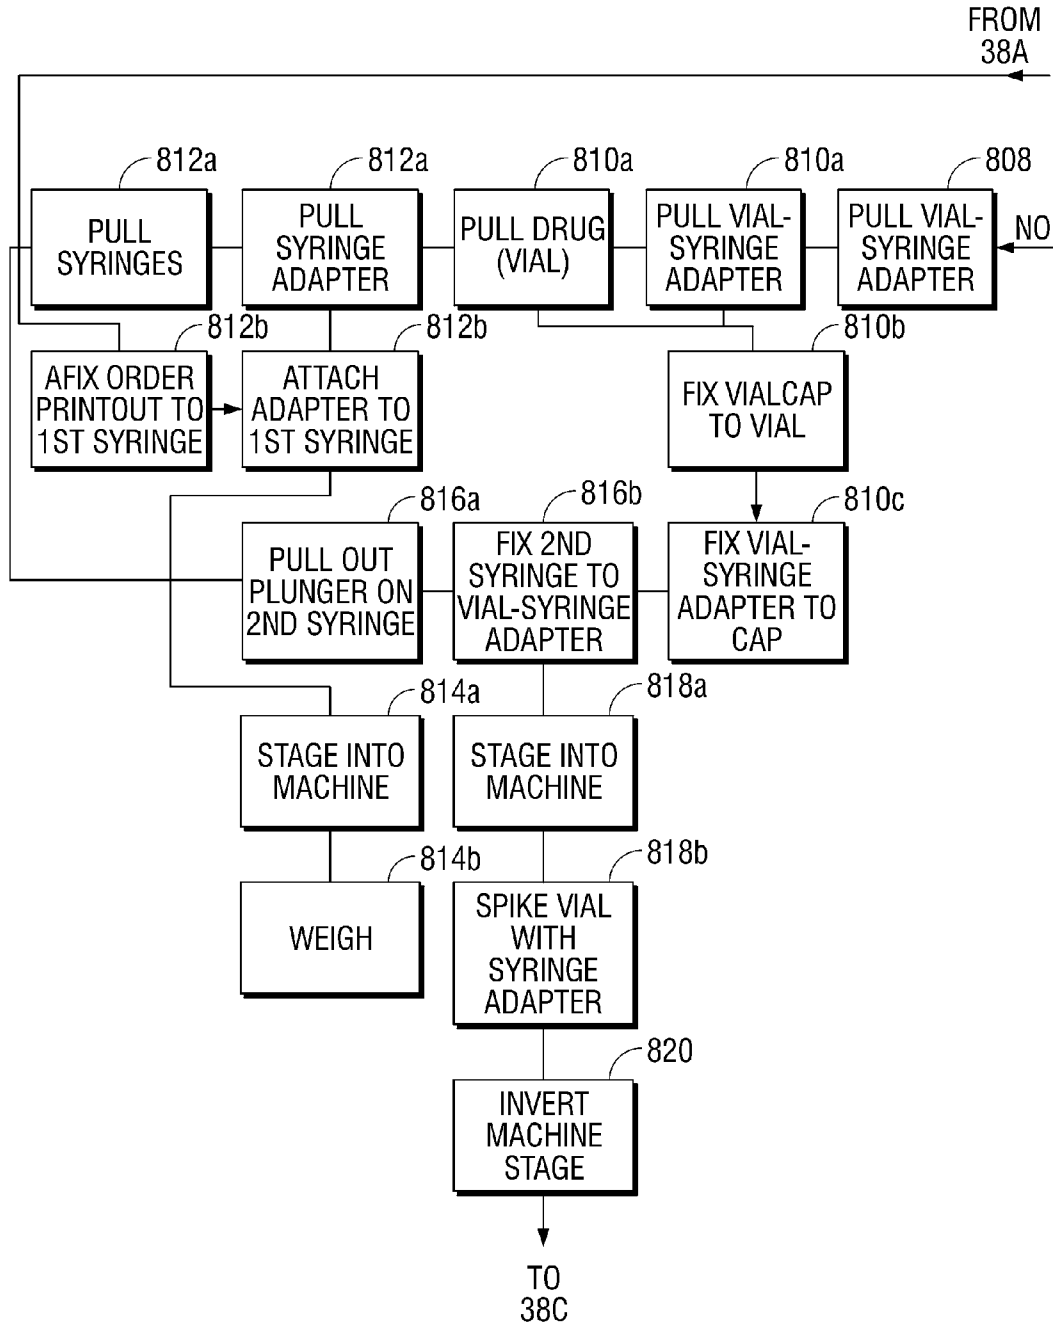 FROM
38A
812a
812a
810a
810a
808
PULL
SYRINGES
PULL
SYRINGE
ADAPTER
PULL DRUG
(VIAL)
PULL VIAL-
SYRINGE
ADAPTER
PULL VIAL-
SYRINGE
ADAPTER
NO
812b
812b
810b
AFIX ORDER
PRINTOUT TO
1ST SYRINGE
ATTACH
ADAPTER TO
1ST SYRINGE
FIX VIALCAP
TO VIAL
816a
816b
810c
PULL OUT
PLUNGER ON
2ND SYRINGE
FIX 2ND
SYRINGE TO
VIAL-SYRINGE
ADAPTER
FIX VIAL-
SYRINGE
ADAPTER TO
CAP
814a
818a
STAGE INTO
MACHINE
STAGE INTO
MACHINE
814b
818b
WEIGH
SPIKE VIAL
WITH
SYRINGE
ADAPTER
820
INVERT
MACHINE
STAGE
TO
38C